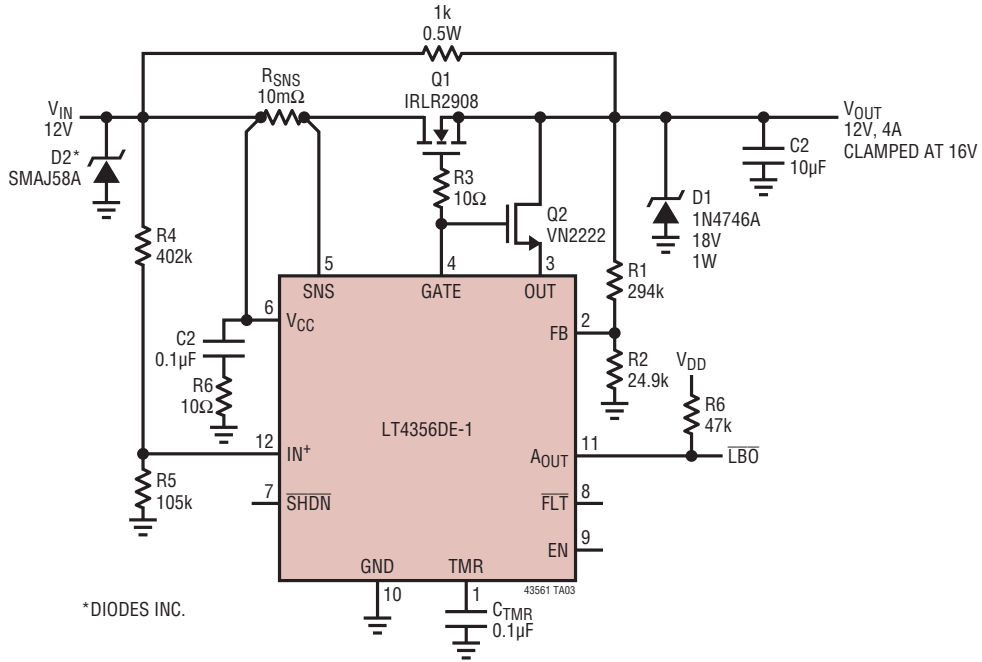 1k
0.5W
RSNS
10mΩ
Q1
IRLR2908
VIN
12V
VOUT
12V, 4A
CLAMPED AT 16V
D2*
SMAJ58A
C2
10µF
R3
10Ω
D1
1N4746A
18V
1W
Q2
VN2222
R4
402k
5
4
3
R1
294k
SNS
GATE
OUT
6
VCC
FB
2
C2
0.1µF
R2
24.9k
VDD
R6
10Ω
R6
47k
LT4356DE-1
12
IN+
AOUT
11
LBO
R5
105k
7
SHDN
FLT
8
EN
9
GND
TMR
10
1
43561 TA03
*DIODES INC.
CTMR
0.1µF